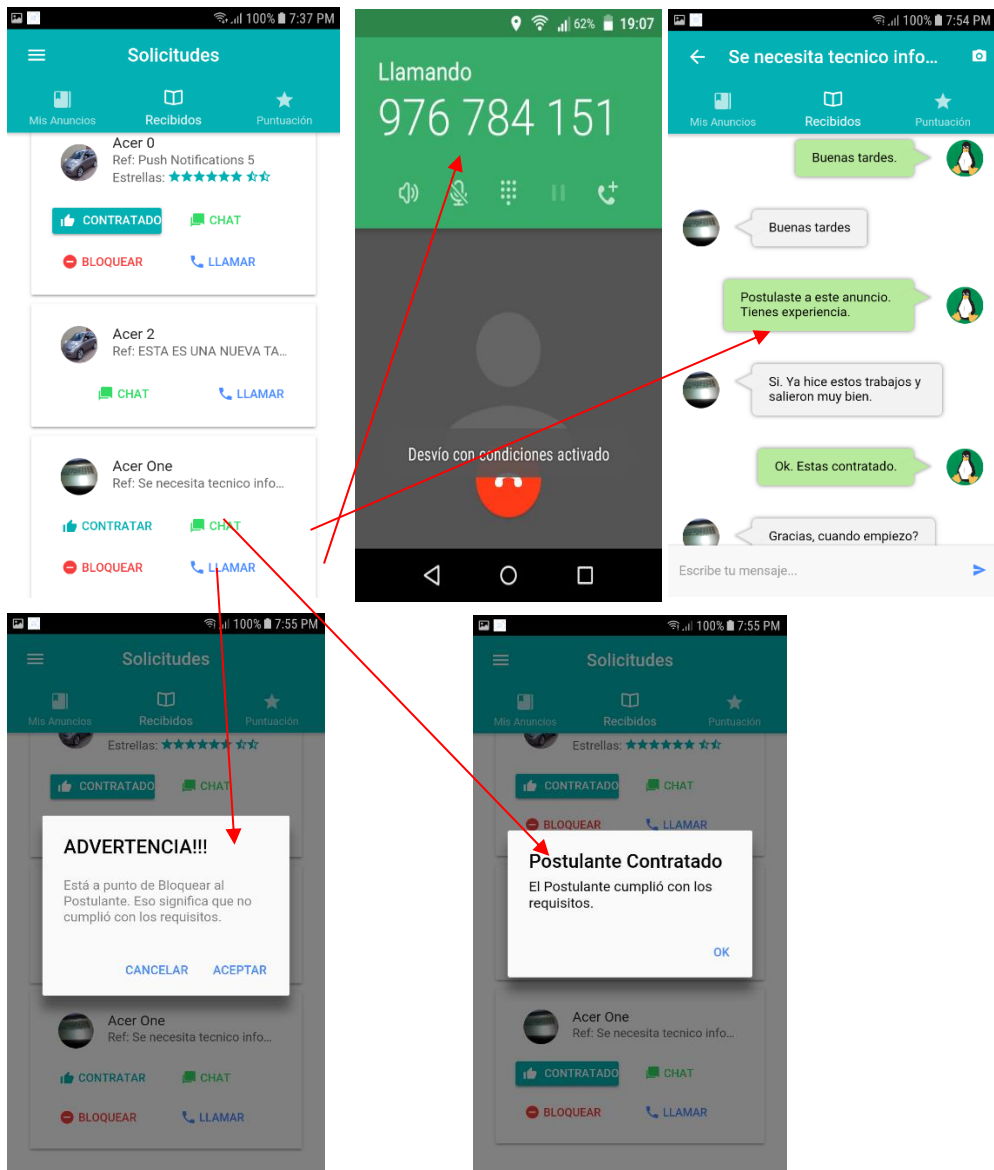 100% 7:37 PM
Solicitudes
Mis Anuncios Recibidos Puntuación
Acer 0
Ref: Push Notifications 5
Estrellas:
CONTRATADO CHAT
BLOQUEAR LLAMAR
Acer 2
Ref: ESTA ES UNA NUEVA TA...
CHAT LLAMAR
Acer One
Ref: Se necesita tecnico info...
CONTRATAR CHAT
BLOQUEAR LLAMAR
62% 19:07
Llamando
976 784 151
Desvío con condiciones activado
100% 7:54 PM
Se necesita tecnico info...
Mis Anuncios Recibidos Puntuación
Buenas tardes.
Buenas tardes
Postulaste a este anuncio.
Tienes experiencia.
Si. Ya hice estos trabajos y
salieron muy bien.
Ok. Estas contratado.
Gracias, cuando empiezo?
Escribe tu mensaje...
100% 7:55 PM
Solicitudes
Mis Anuncios Recibidos Puntuación
Estrellas:
CONTRATADO CHAT
ADVERTENCIA!!!
Está a punto de Bloquear al
Postulante. Eso significa que no
cumplió con los requisitos.
CANCELAR ACEPTAR
Acer One
Ref: Se necesita tecnico info...
CONTRATAR CHAT
BLOQUEAR LLAMAR
100% 7:55 PM
Solicitudes
Mis Anuncios Recibidos Puntuación
Estrellas:
CONTRATADO CHAT
BLOQUEAR LLAMAR
Postulante Contratado
El Postulante cumplió con los
requisitos.
OK
Acer One
Ref: Se necesita tecnico info...
CONTRATADO CHAT
BLOQUEAR LLAMAR